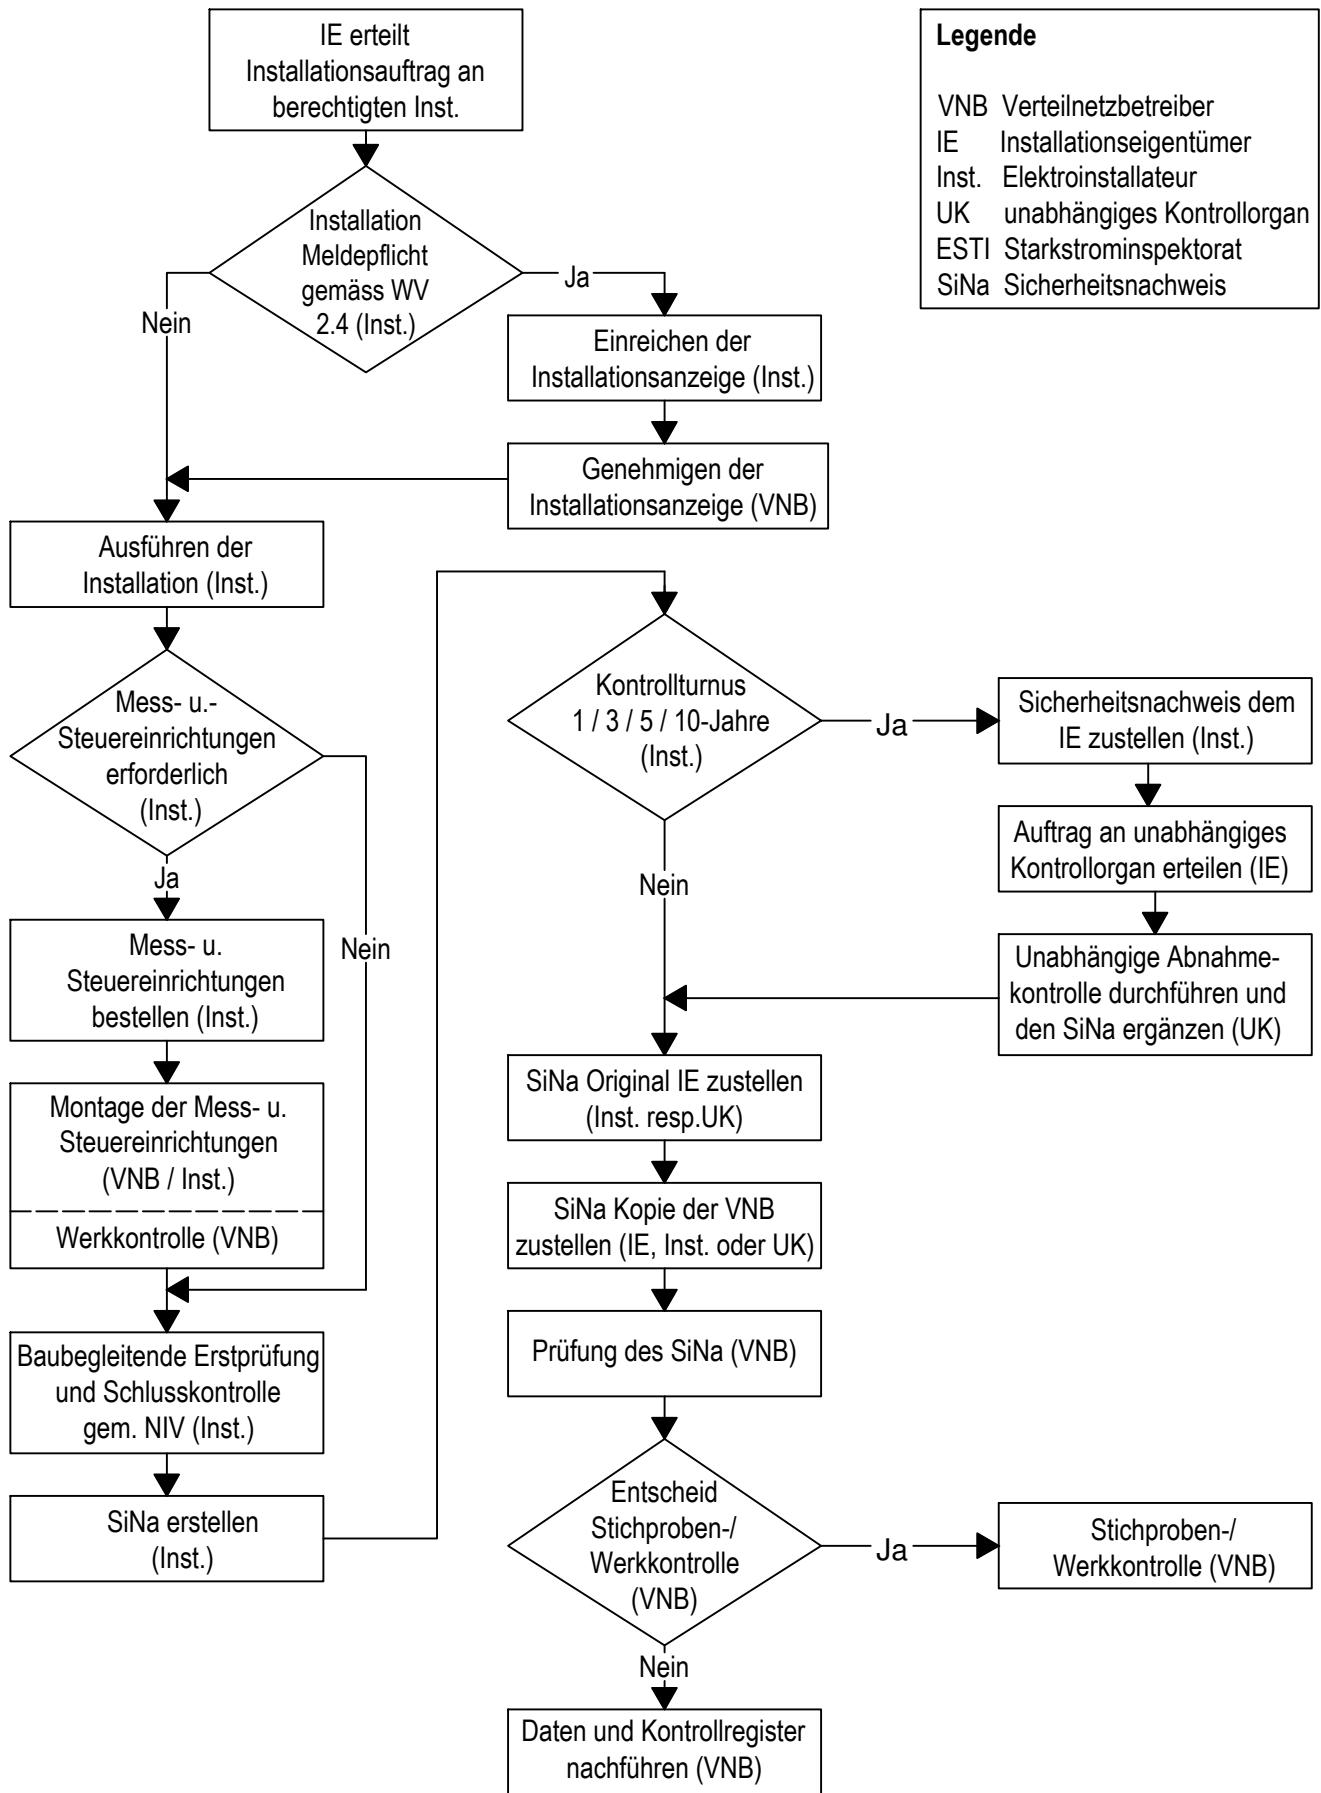 IE erteilt
Installationsauftrag an
berechtigten Inst.
Legende
VNB Verteilnetzbetreiber
IE Installationseigentümer
Inst. Elektroinstallateur
UK unabhängiges Kontrollorgan
ESTI Starkstrominspektorat
SiNa Sicherheitsnachweis
Installation
Meldepflicht
gemäss WV
2.4 (Inst.)
Ja
Nein
Einreichen der
Installationsanzeige (Inst.)
Genehmigen der
Installationsanzeige (VNB)
Ausführen der
Installation (Inst.)
Mess- u.-
Steuereinrichtungen
erforderlich
(Inst.)
Ja
Nein
Mess- u.
Steuereinrichtungen
bestellen (Inst.)
Montage der Mess- u.
Steuereinrichtungen
(VNB / Inst.)
Werkkontrolle (VNB)
Baubegleitende Erstprüfung
und Schlusskontrolle
gem. NIV (Inst.)
SiNa erstellen
(Inst.)
Kontrollturnus
1 / 3 / 5 / 10-Jahre
(Inst.)
Ja
Nein
Sicherheitsnachweis dem
IE zustellen (Inst.)
Auftrag an unabhängiges
Kontrollorgan erteilen (IE)
Unabhängige Abnahme-
kontrolle durchführen und
den SiNa ergänzen (UK)
SiNa Original IE zustellen
(Inst. resp.UK)
SiNa Kopie der VNB
zustellen (IE, Inst. oder UK)
Prüfung des SiNa (VNB)
Entscheid
Stichproben-/
Werkkontrolle
(VNB)
Ja
Stichproben-/
Werkkontrolle (VNB)
Nein
Daten und Kontrollregister
nachführen (VNB)